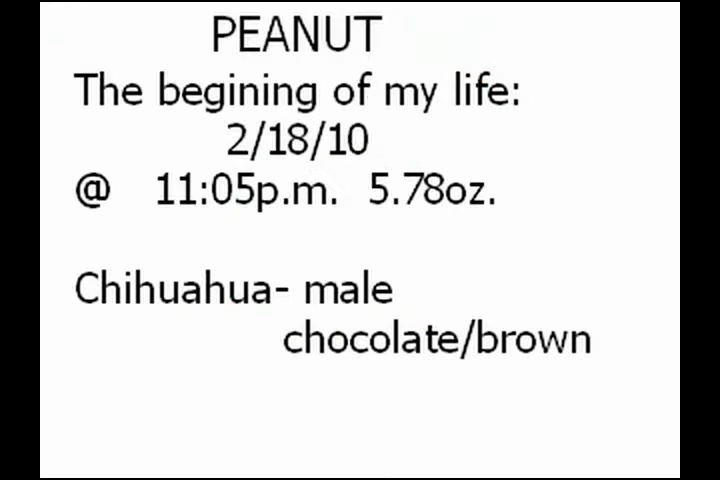 PEANUT
The begining of my life:
2/18/10
@ 11:05p.m. 5.78oz.
Chihuahua- male
chocolate/brown